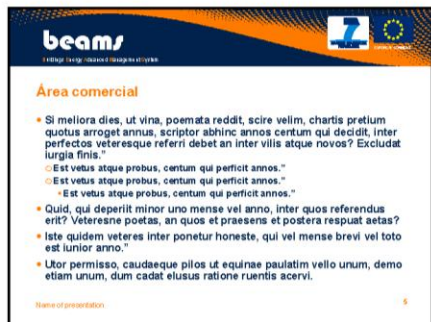 beams
Buildings Energy Advanced Management System
7
Área comercial
Si meliora dies, ut vina, poemata reddit, scire velim, chartis pretium
quotus arroget annus, scriptor abhinc annos centum qui decidit, inter
perfectos veteresque referri debet an inter vilis atque novos? Excludat
iurgia finis."
Est vetus atque probus, centum qui perficit annos."
Est vetus atque probus, centum qui perficit annos."
Est vetus atque probus, centum qui perficit annos."
Quid, qui deperiit minor uno mense vel anno, inter quos referendus
erit? Veteresne poetas, an quos et praesens et postera respuat aetas?
Iste quidem veteres inter ponetur honeste, qui vel mense brevi vel toto
est iunior anno."
Utor permisso, caudaeque pilos ut equinae paulatim vello unum, demo
etiam unum, dum cadat elusus ratione ruentis acervi.
Name of presentation
5